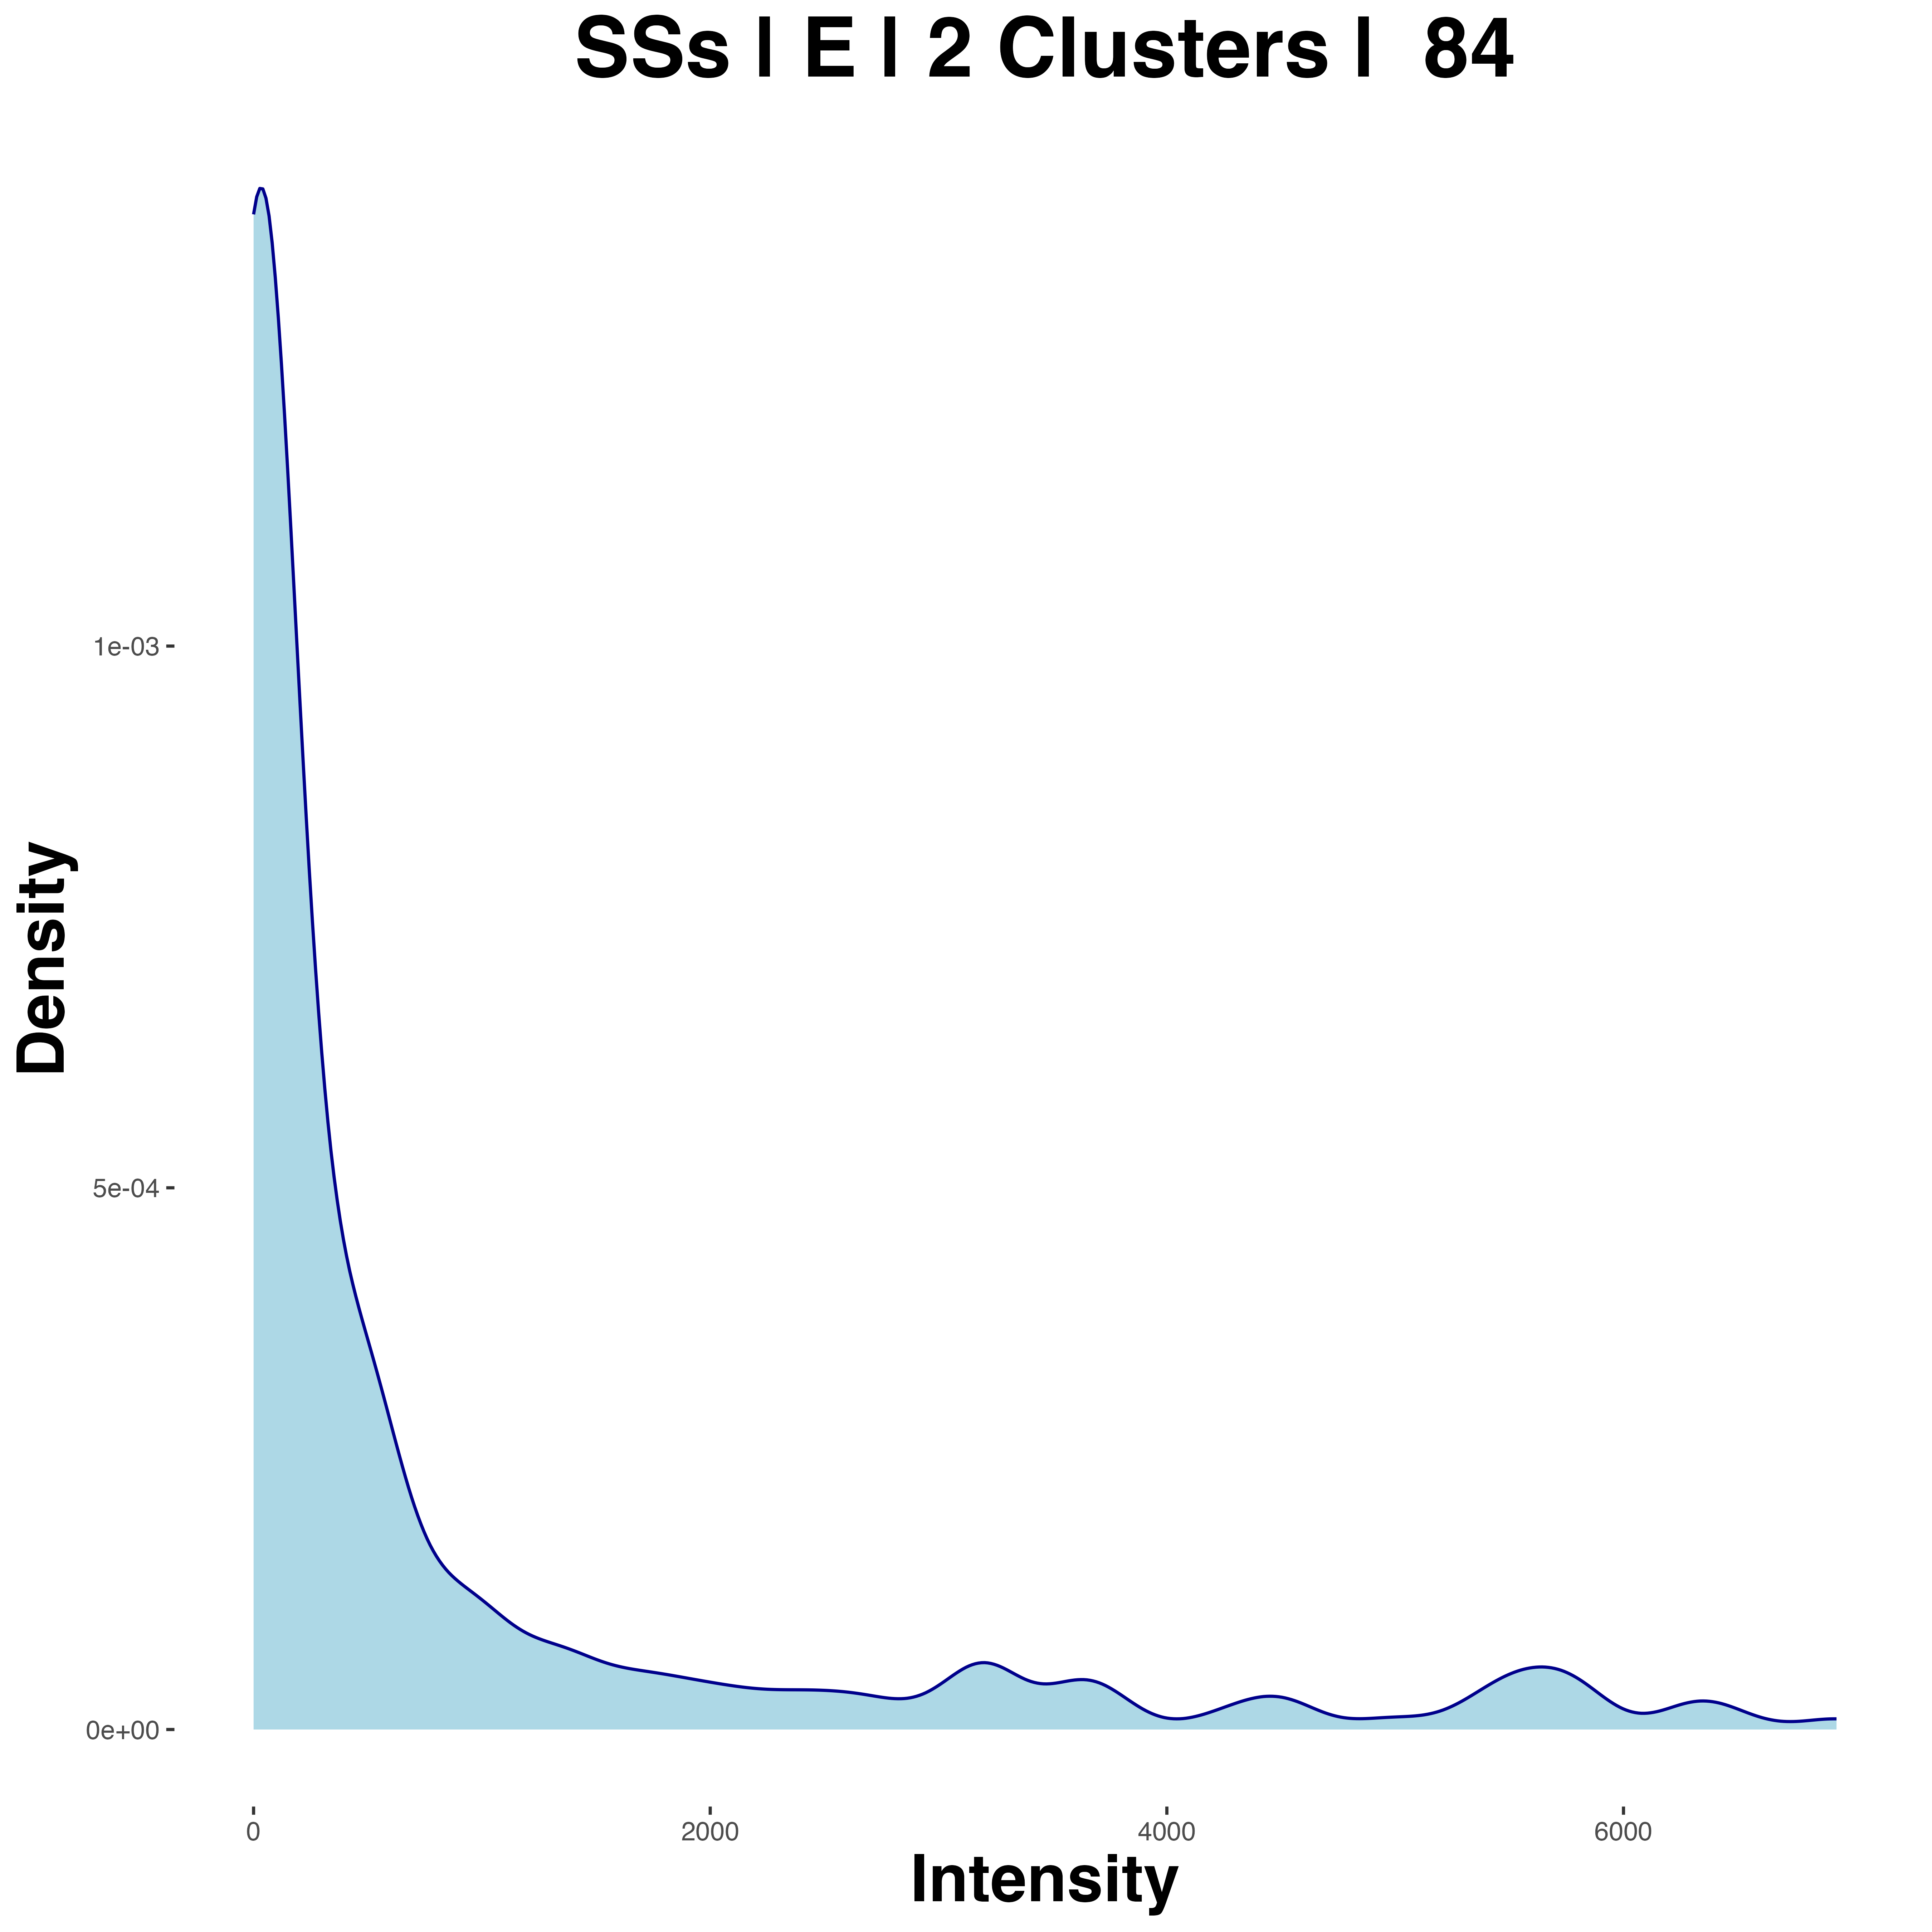 SSs | E | 2 Clusters | 84
Density
1e-03
5e-04
0e+00
0 2000 4000 6000
Intensity